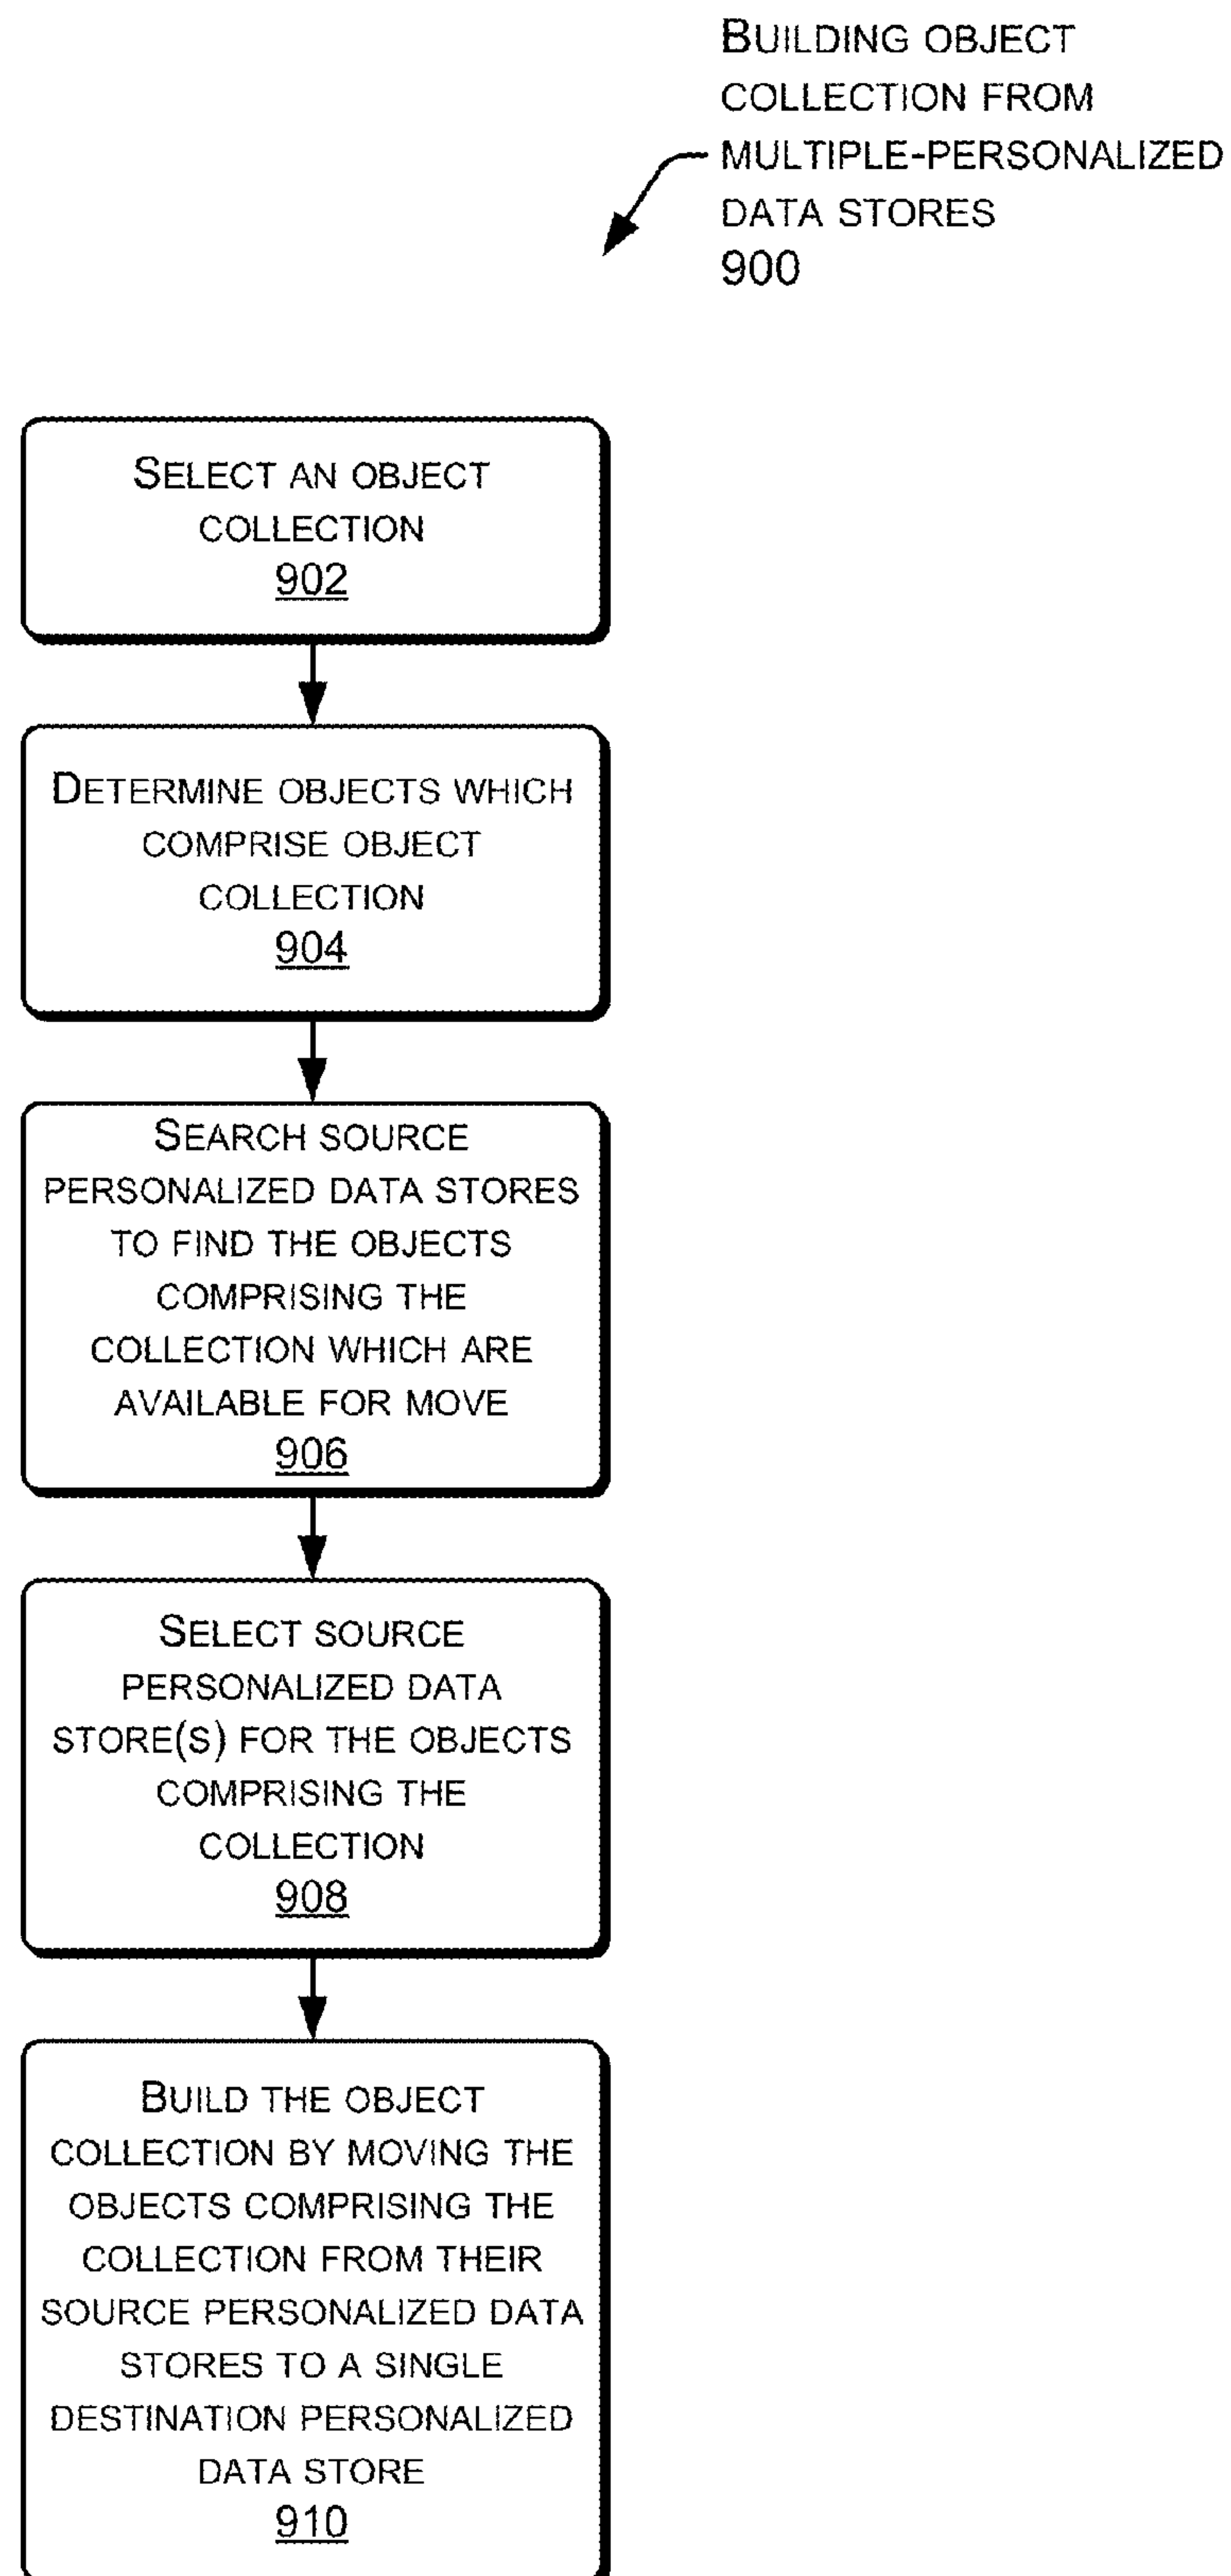 BUILDING OBJECT
COLLECTION FROM
MULTIPLE-PERSONALIZED
DATA STORES
900
SELECT AN OBJECT
COLLECTION
902
DETERMINE OBJECTS WHICH
COMPRISE OBJECT
COLLECTION
904
SEARCH SOURCE
PERSONALIZED DATA STORES
TO FIND THE OBJECTS
COMPRISING THE
COLLECTION WHICH ARE
AVAILABLE FOR MOVE
906
SELECT SOURCE
PERSONALIZED DATA
STORE(S) FOR THE OBJECTS
COMPRISING THE
COLLECTION
908
BUILD THE OBJECT
COLLECTION BY MOVING THE
OBJECTS COMPRISING THE
COLLECTION FROM THEIR
SOURCE PERSONALIZED DATA
STORES TO A SINGLE
DESTINATION PERSONALIZED
DATA STORE
910